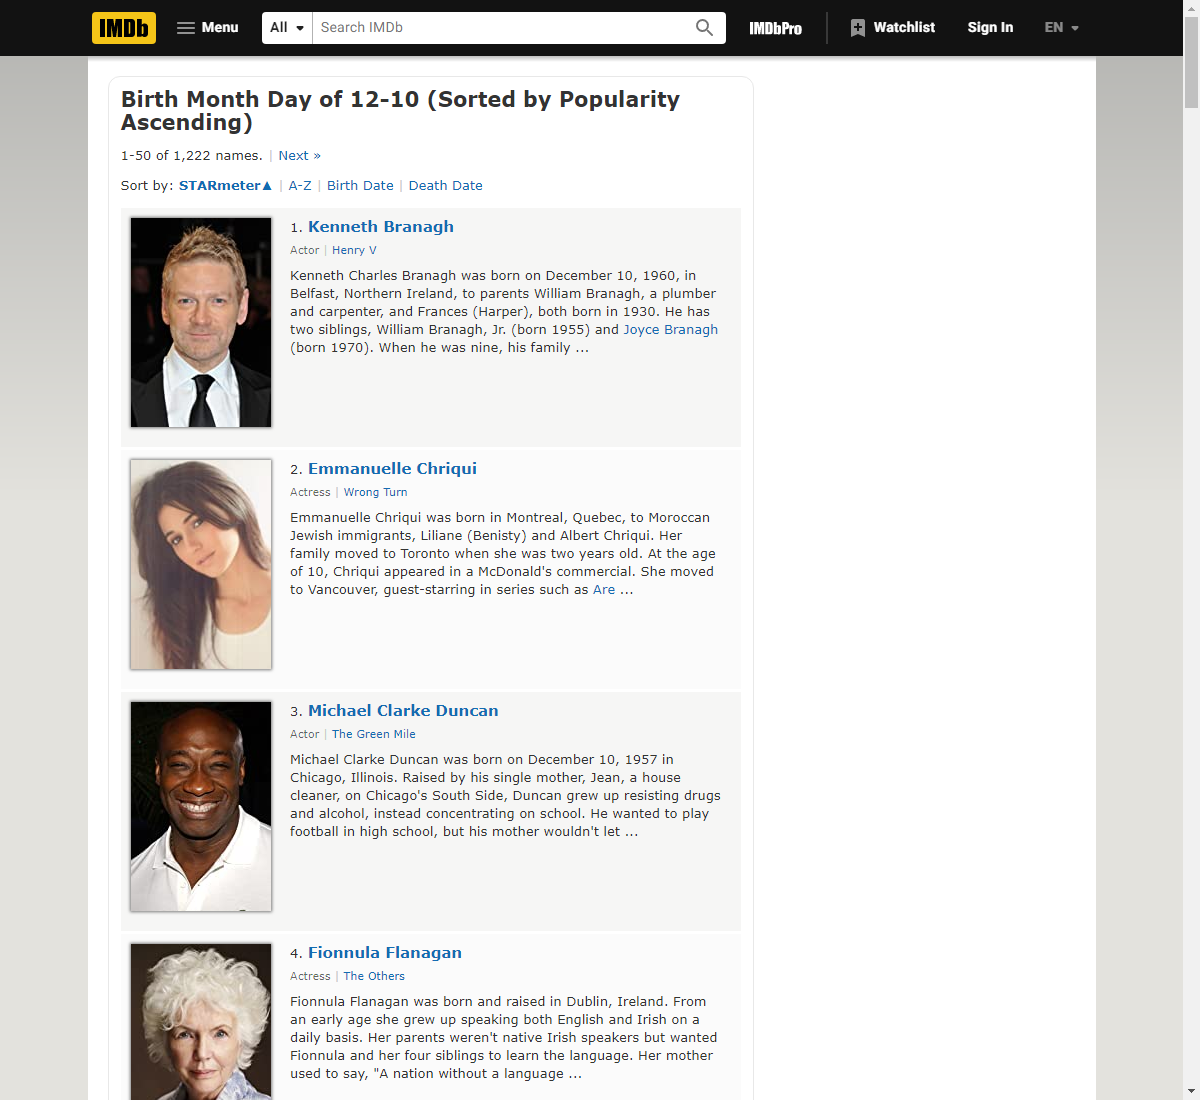 IMDb Menu All Search IMDb IMDbPro Watchlist Sign In EN
Birth Month Day of 12-10 (Sorted by Popularity
Ascending)
1-50 of 1,222 names. | Next »
Sort by: STARmeter▲ | A-Z | Birth Date | Death Date
1. Kenneth Branagh
Actor | Henry V
Kenneth Charles Branagh was born on December 10, 1960, in
Belfast, Northern Ireland, to parents William Branagh, a plumber
and carpenter, and Frances (Harper), both born in 1930. He has
two siblings, William Branagh, Jr. (born 1955) and Joyce Branagh
(born 1970). When he was nine, his family ...
2. Emmanuelle Chriqui
Actress | Wrong Turn
Emmanuelle Chriqui was born in Montreal, Quebec, to Moroccan
Jewish immigrants, Liliane (Benisty) and Albert Chriqui. Her
family moved to Toronto when she was two years old. At the age
of 10, Chriqui appeared in a McDonald's commercial. She moved
to Vancouver, guest-starring in series such as Are ...
3. Michael Clarke Duncan
Actor | The Green Mile
Michael Clarke Duncan was born on December 10, 1957 in
Chicago, Illinois. Raised by his single mother, Jean, a house
cleaner, on Chicago's South Side, Duncan grew up resisting drugs
and alcohol, instead concentrating on school. He wanted to play
football in high school, but his mother wouldn't let ...
4. Fionnula Flanagan
Actress | The Others
Fionnula Flanagan was born and raised in Dublin, Ireland. From
an early age she grew up speaking both English and Irish on a
daily basis. Her parents weren't native Irish speakers but wanted
Fionnula and her four siblings to learn the language. Her mother
used to say, "A nation without a language ...